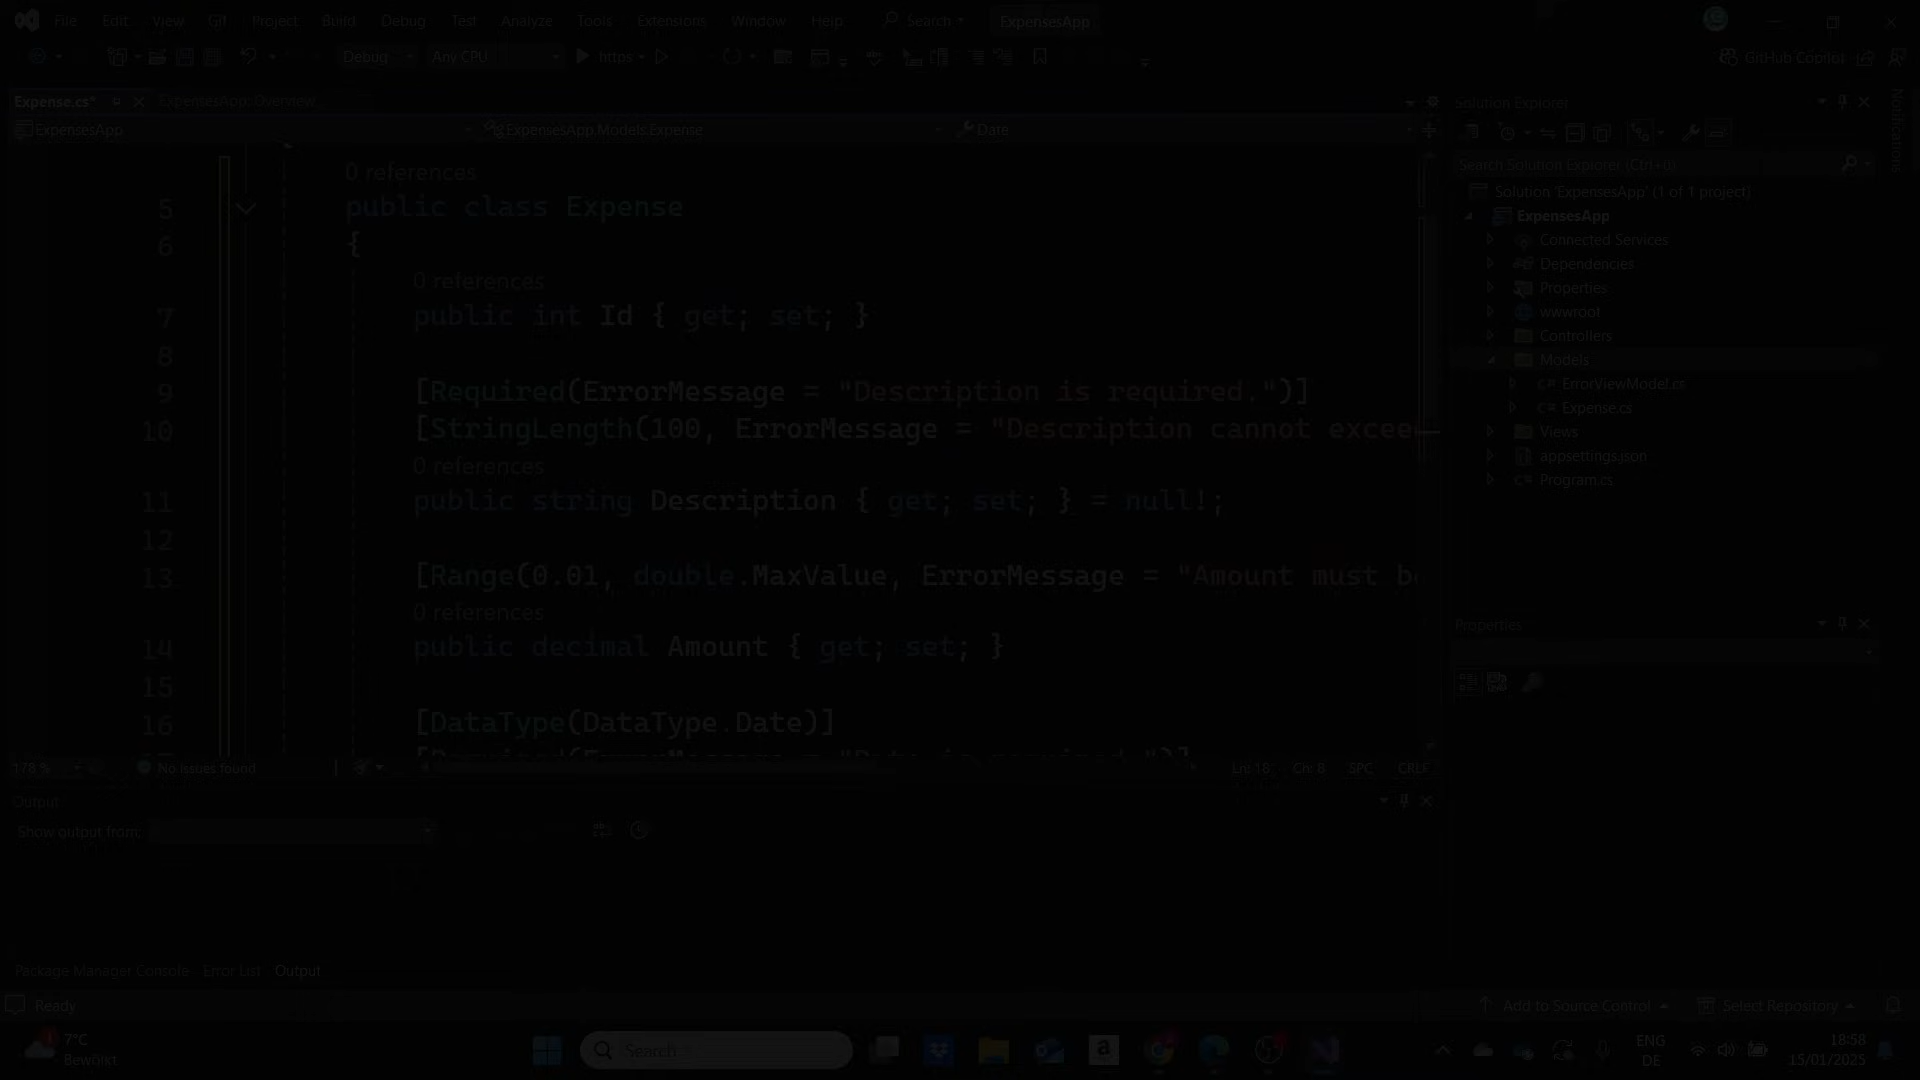 File Edit View Git Project Build Debug Test Analyze Tools Extensions Window Help Search ExpensesApp
Debug Any CPU https GitHub Copilot
Expense.cs* ExpensesApp: Overview
ExpensesApp ExpensesApp.Models.Expense Date
0 references
5 public class Expense
6 {
0 references
7 public int Id { get; set; }
8
9 [Required(ErrorMessage = "Description is required.")]
10 [StringLength(100, ErrorMessage = "Description cannot excee
0 references
11 public string Description { get; set; } = null!;
12
13 [Range(0.01, double.MaxValue, ErrorMessage = "Amount must b
0 references
14 public decimal Amount { get; set; }
15
16 [DataType(DataType.Date)]
178 % No issues found Ln: 18 Ch: 8 SPC CRLF
Output
Show output from:
Package Manager Console Error List Output
Ready Add to Source Control Select Repository
Solution Explorer
Search Solution Explorer (Ctrl+ü)
Solution 'ExpensesApp' (1 of 1 project)
ExpensesApp
Connected Services
Dependencies
Properties
wwwroot
Controllers
Models
C# ErrorViewModel.cs
C# Expense.cs
Views
appsettings.json
C# Program.cs
Properties
Notifications
7°C
Bewölkt
Search
ENG
DE
18:58
15/01/2025